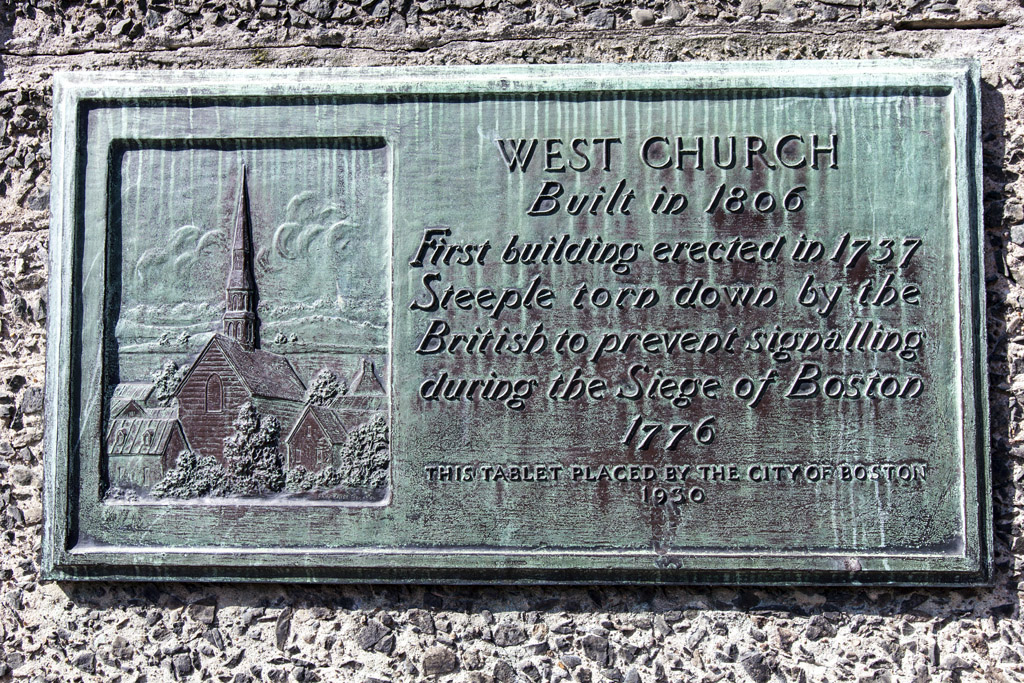 WEST CHURCH
Built in 1806
First building erected in 1737
Steeple torn down by the
British to prevent signalling
during the Siege of Boston
1776
THIS TABLET PLACED BY THE CITY OF BOSTON
1930